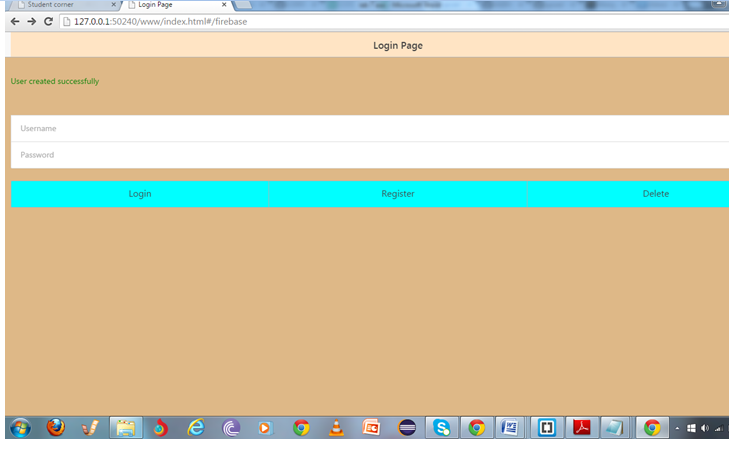 Student corner
Login Page
127.0.0.1:50240/www/index.html#/firebase
Login Page
User created successfully
Username
Password
Login Register Delete